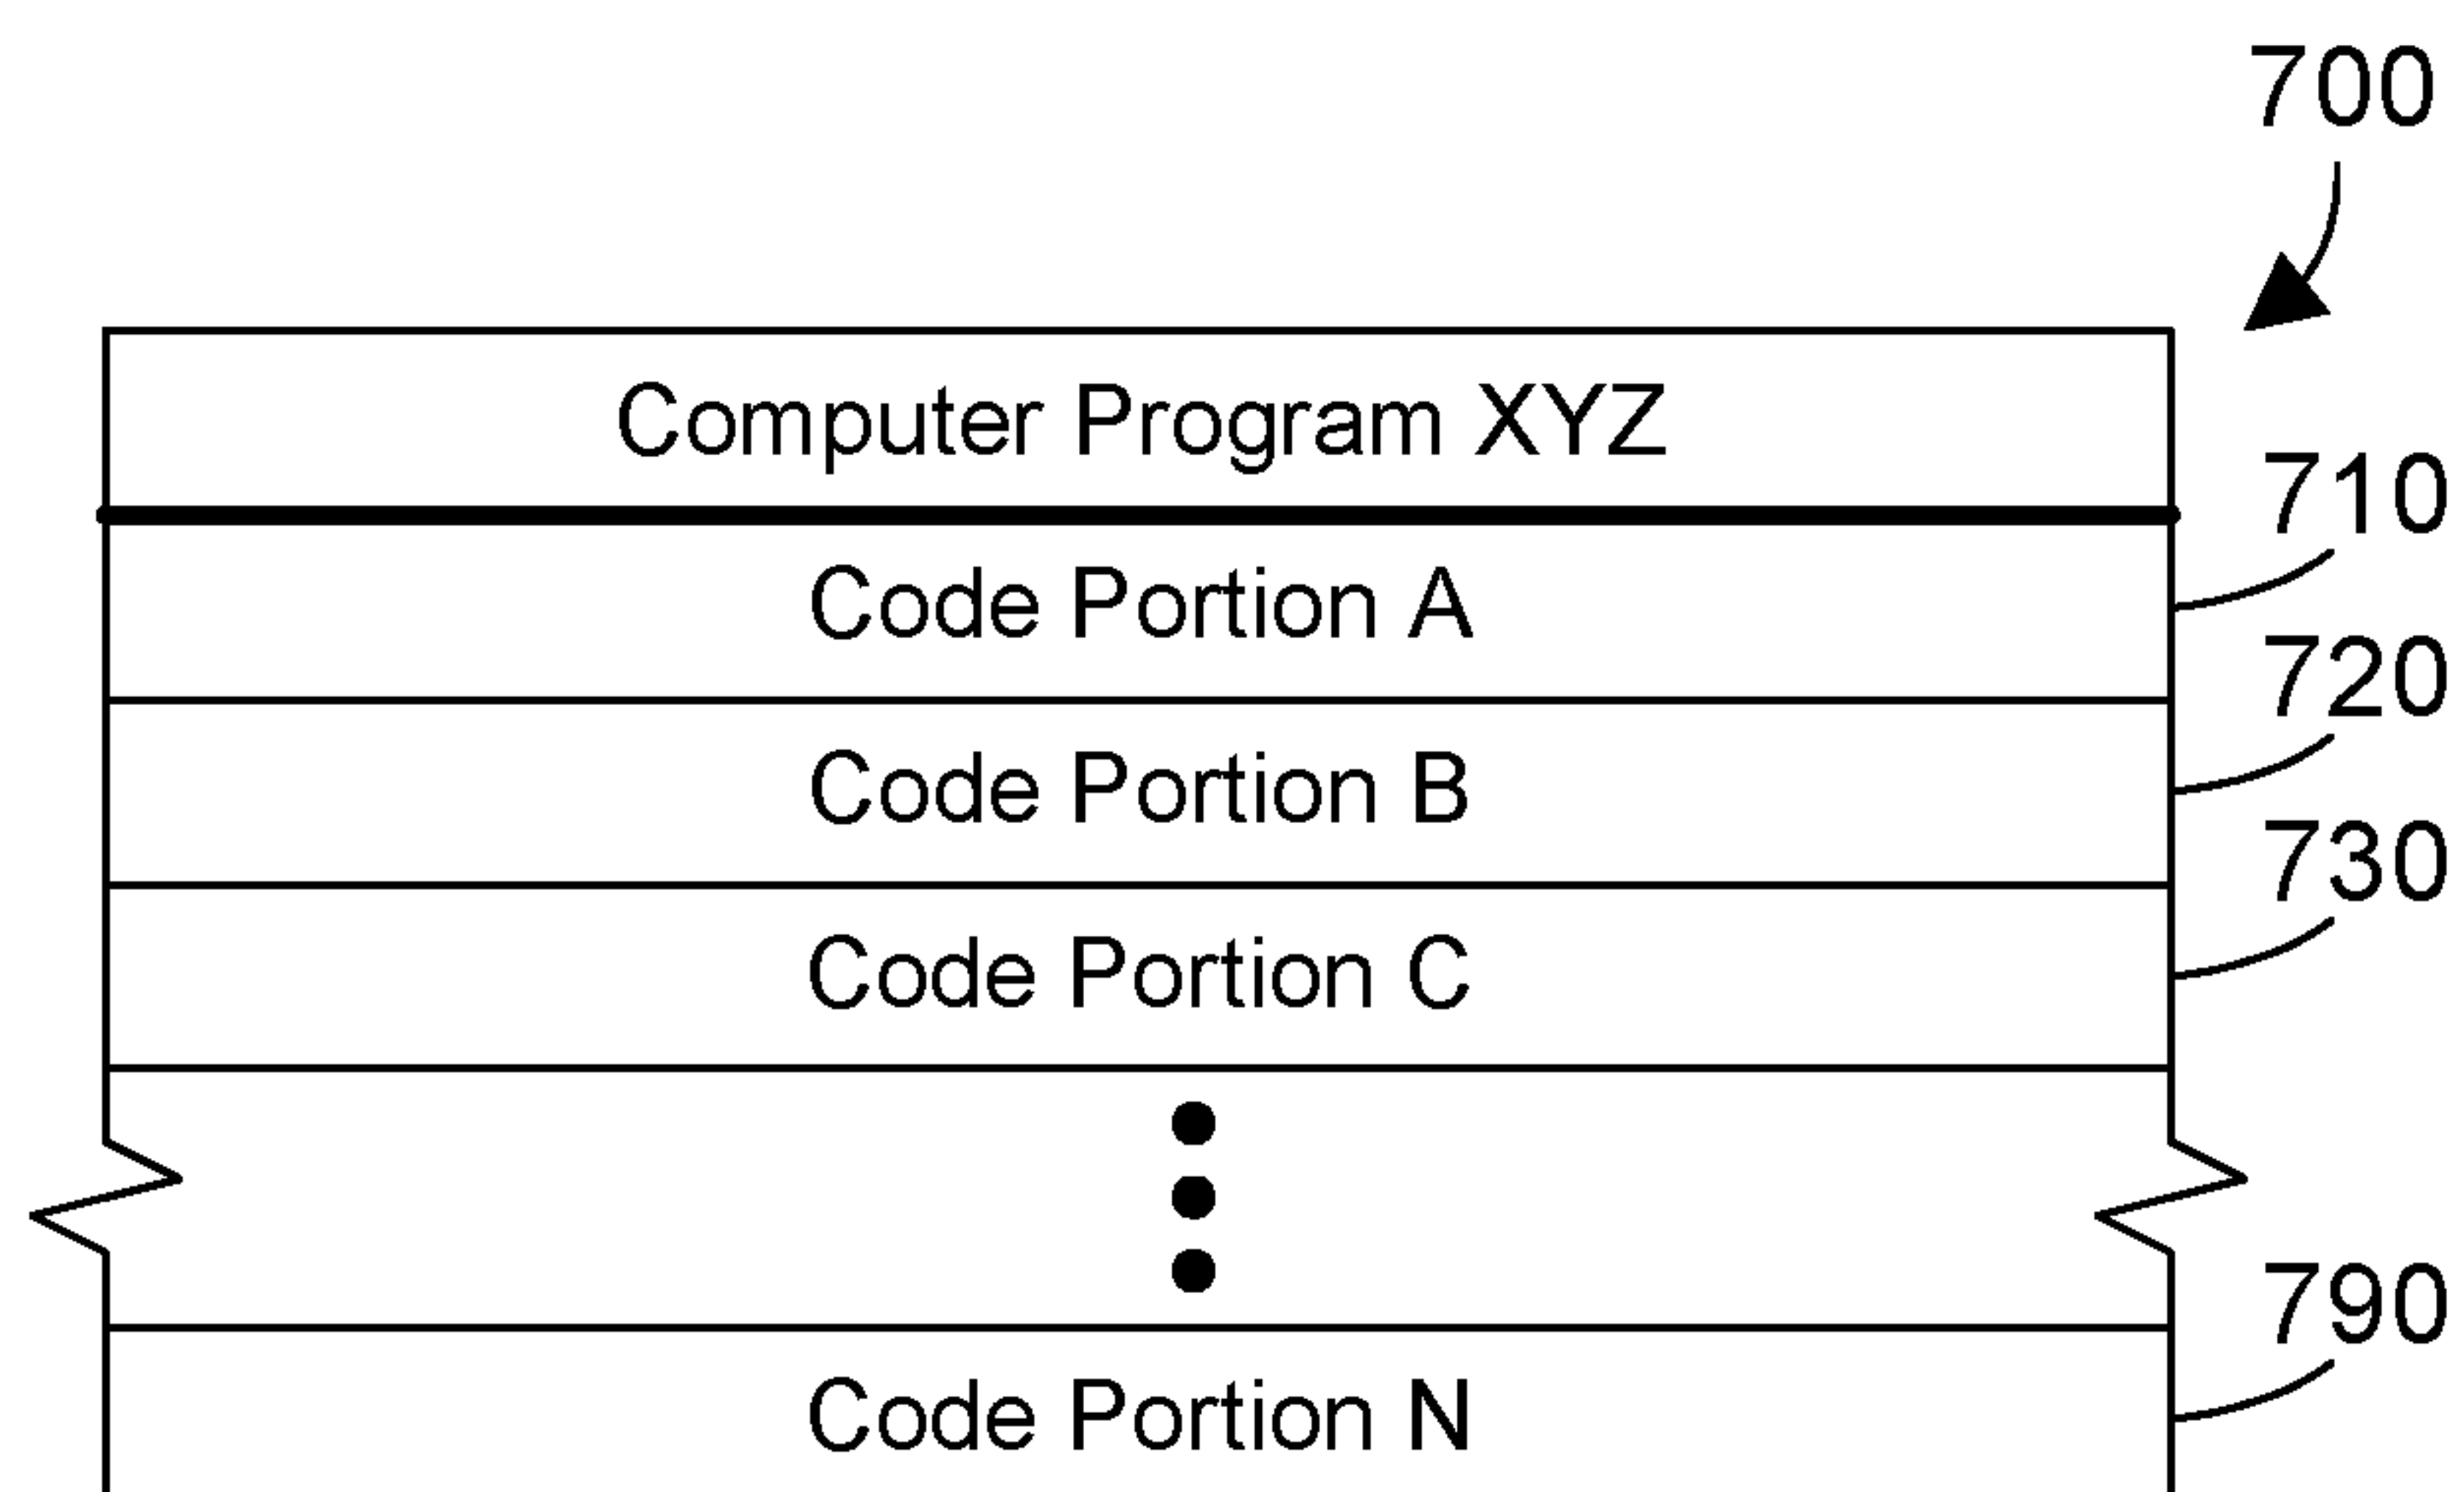 700
Computer Program XYZ
710
Code Portion A
720
Code Portion B
730
Code Portion C
790
Code Portion N